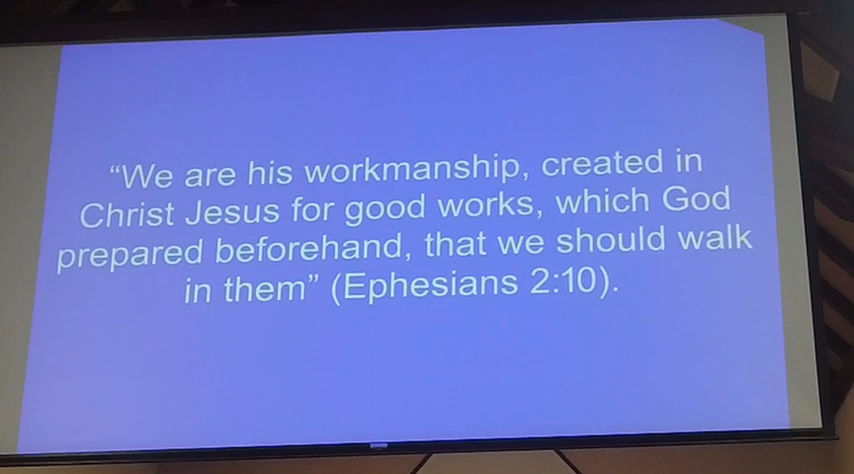 “We are his workmanship, created in
Christ Jesus for good works, which God
prepared beforehand, that we should walk
in them” (Ephesians 2:10).